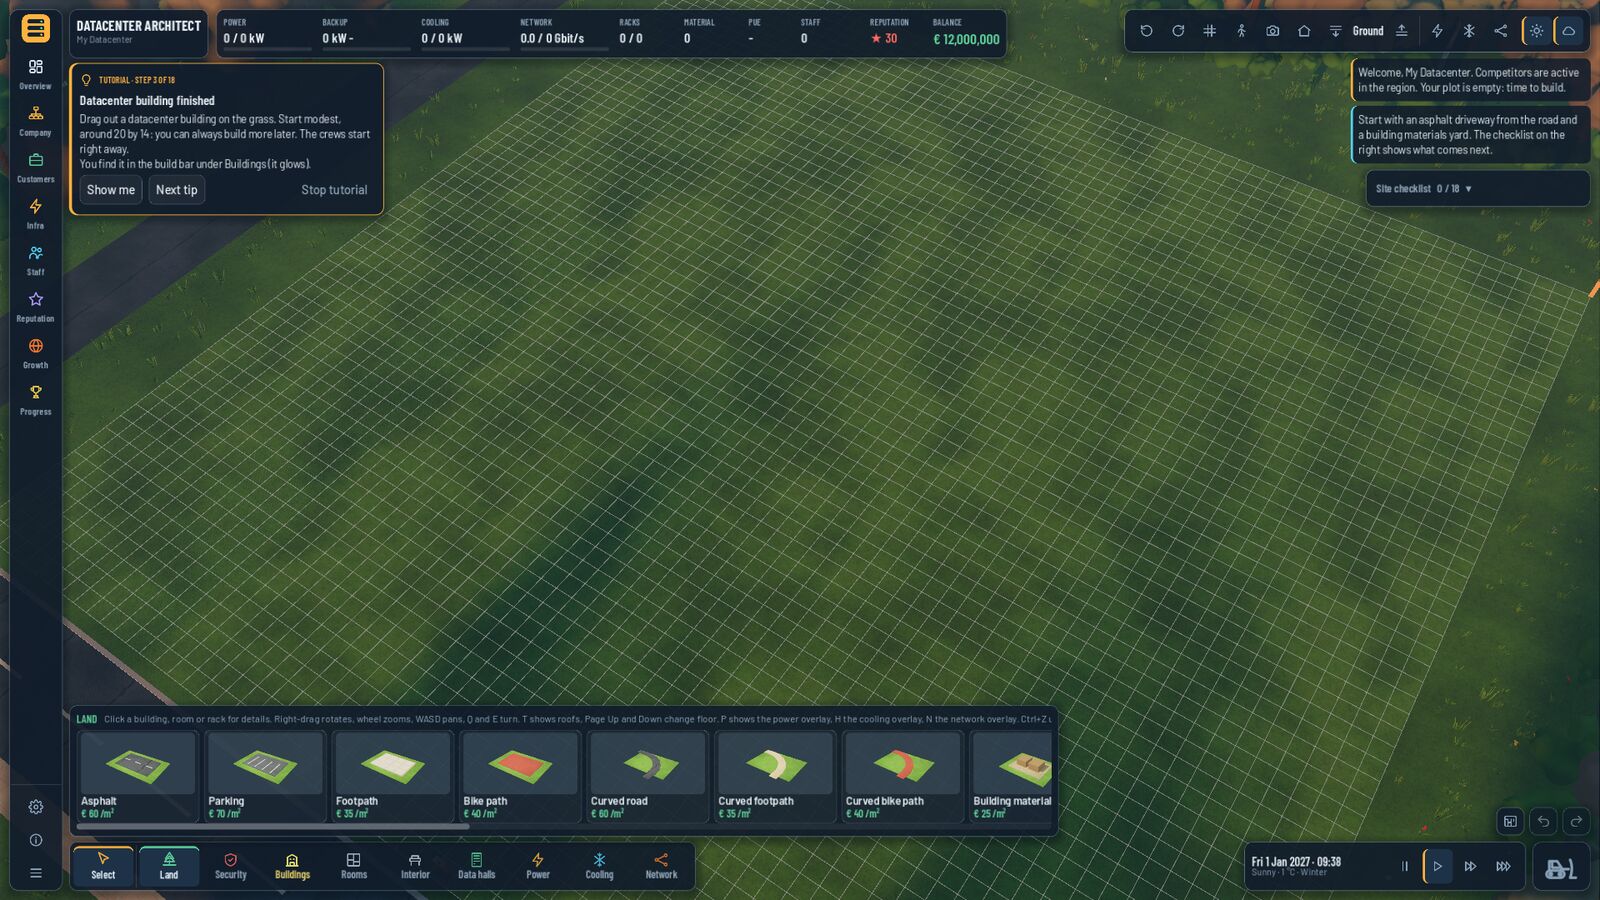 DATACENTER ARCHITECT
My Datacenter
POWER
0 / 0 kW
BACKUP
0 kW -
COOLING
0 / 0 kW
NETWORK
0.0 / 0 Gbit/s
RACKS
0 / 0
MATERIAL
0
PUE
-
STAFF
0
REPUTATION
★ 30
BALANCE
€ 12,000,000
Ground
Overview
Company
Customers
Infra
Staff
Reputation
Growth
Progress
TUTORIAL · STEP 3 OF 18
Datacenter building finished
Drag out a datacenter building on the grass. Start modest,
around 20 by 14: you can always build more later. The crews start
right away.
You find it in the build bar under Buildings (it glows).
Show me
Next tip
Stop tutorial
Welcome, My Datacenter. Competitors are active
in the region. Your plot is empty: time to build.
Start with an asphalt driveway from the road and
a building materials yard. The checklist on the
right shows what comes next.
Site checklist 0 / 18 ▾
LAND Click a building, room or rack for details. Right-drag rotates, wheel zooms, WASD pans, Q and E turn. T shows roofs, Page Up and Down change floor. P shows the power overlay, H the cooling overlay, N the network overlay. Ctrl+Z u
Asphalt
€ 60 /m²
Parking
€ 70 /m²
Footpath
€ 35 /m²
Bike path
€ 40 /m²
Curved road
€ 60 /m²
Curved footpath
€ 35 /m²
Curved bike path
€ 40 /m²
Building material
€ 25 /m²
Select
Land
Security
Buildings
Rooms
Interior
Data halls
Power
Cooling
Network
Fri 1 Jan 2027 · 09:38
Sunny · 1 °C · Winter